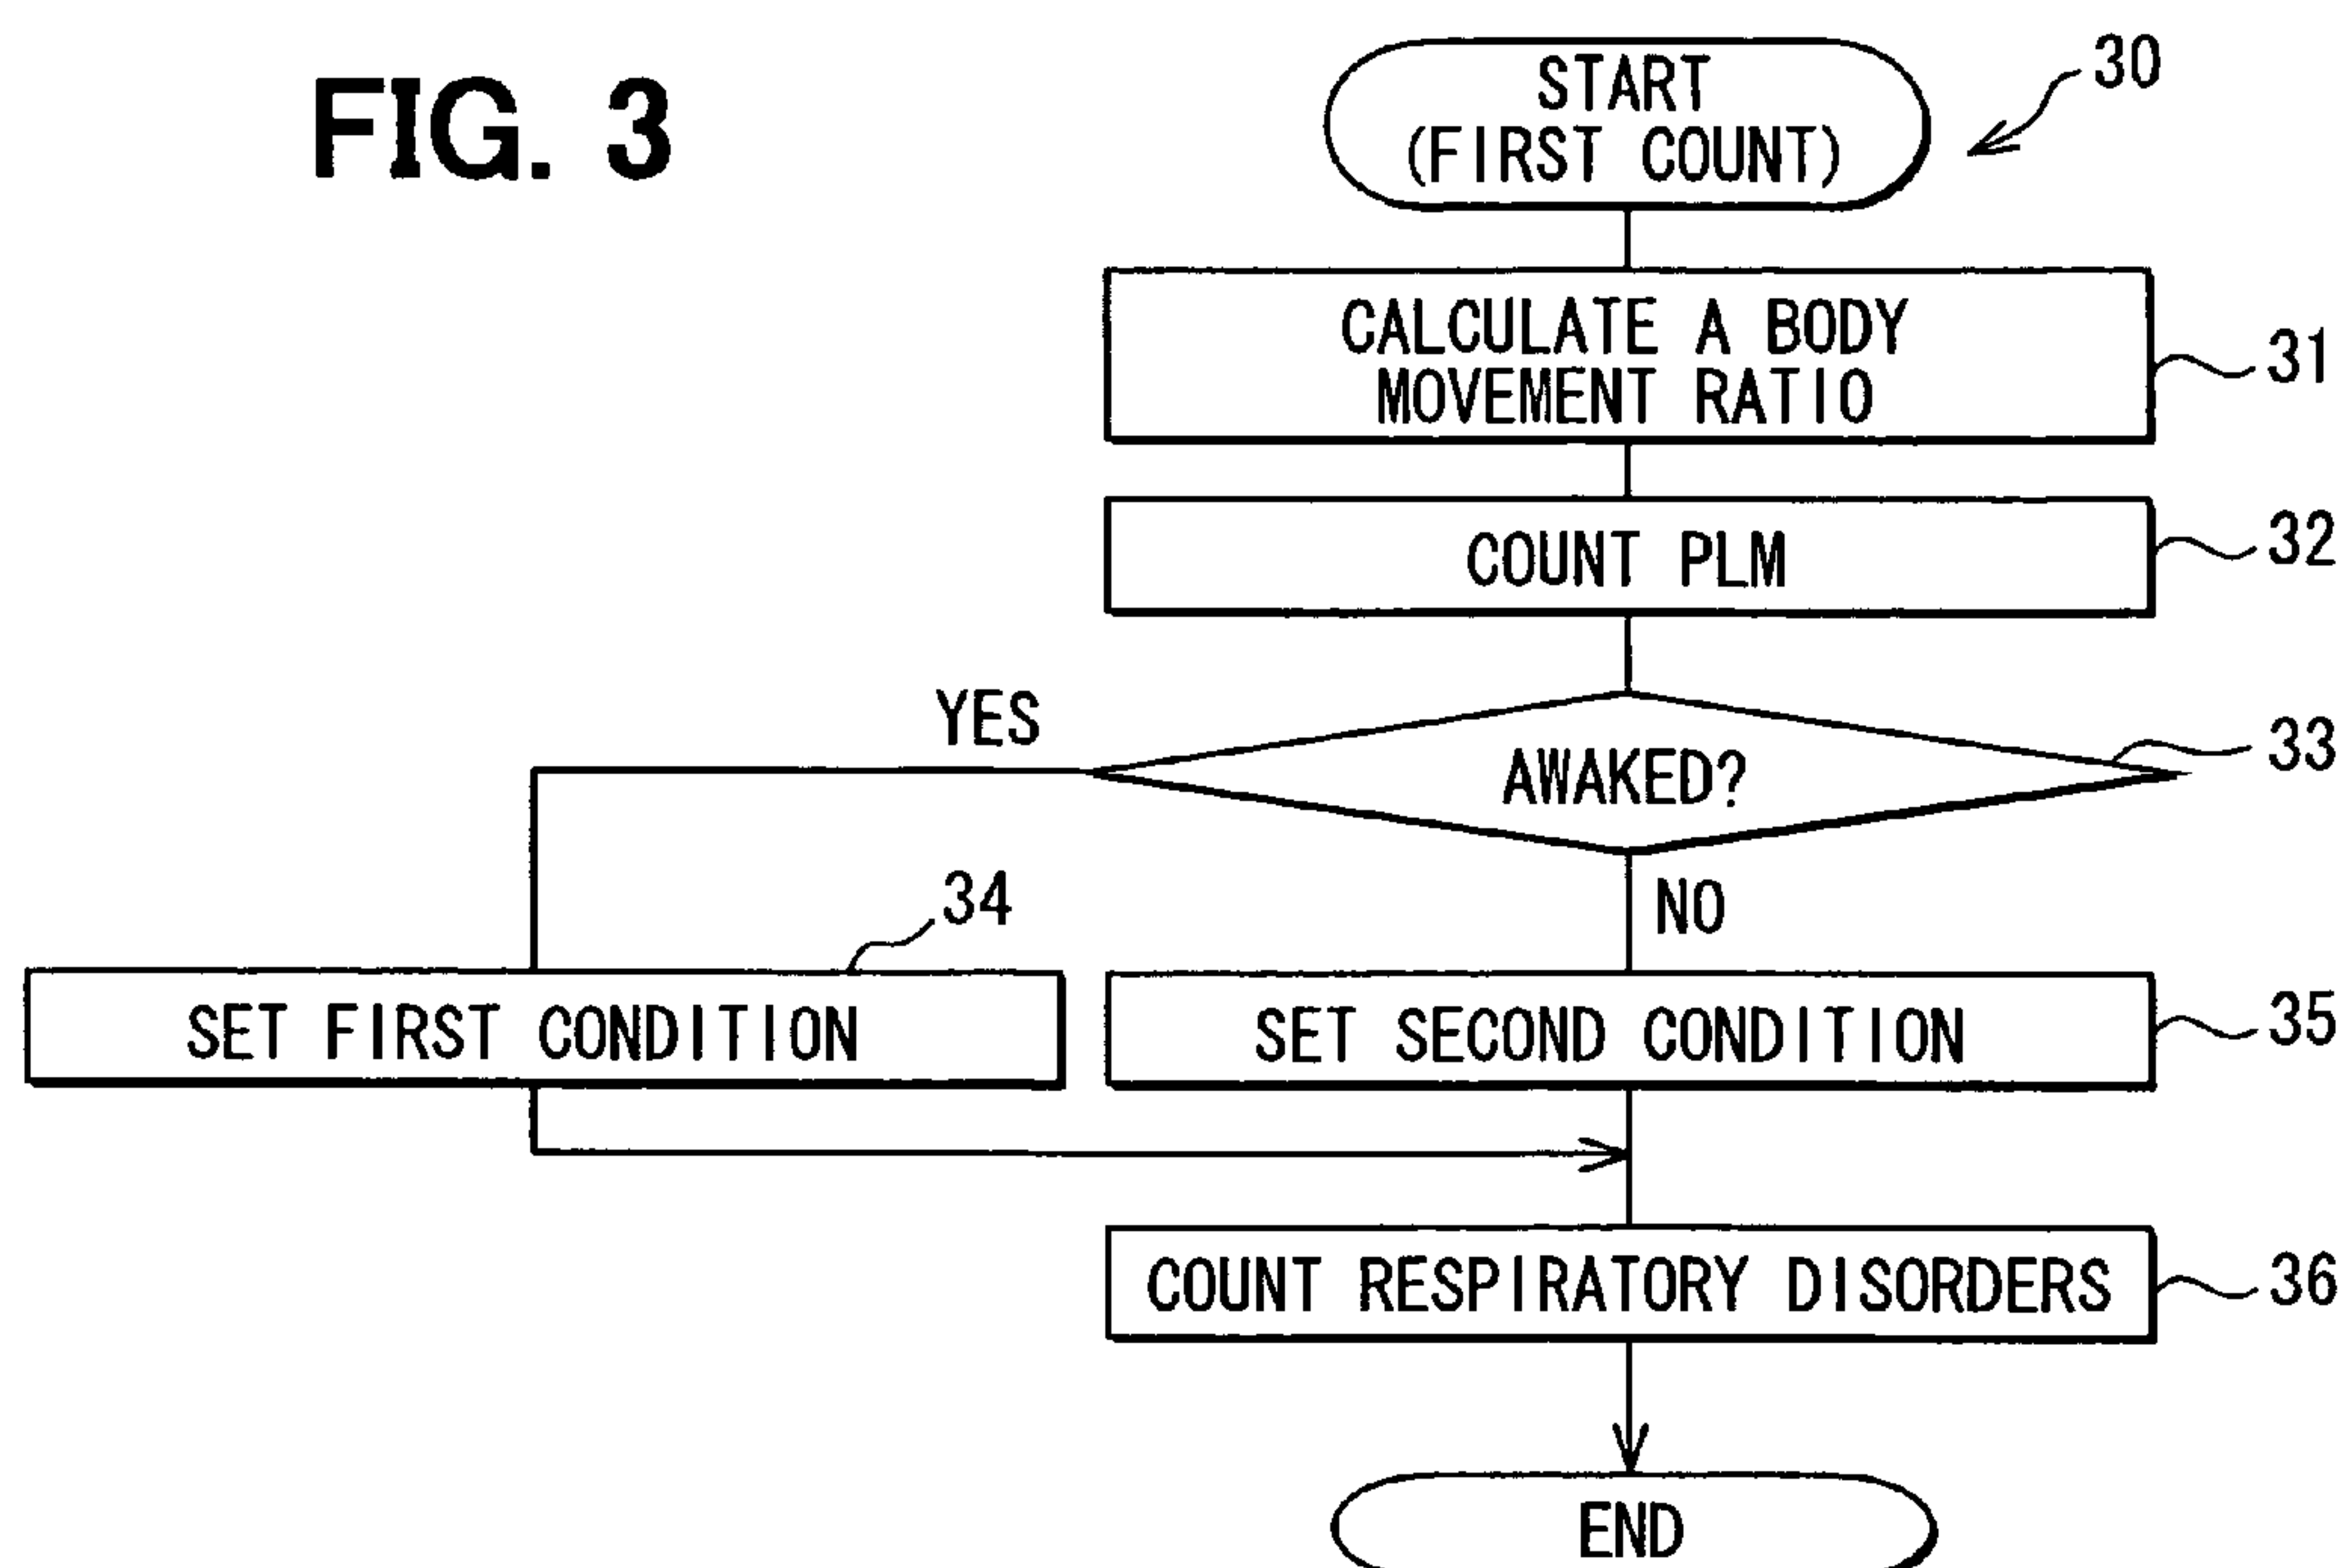 FIG. 3
START
(FIRST COUNT)
30
CALCULATE A BODY
MOVEMENT RATIO
31
COUNT PLM
32
YES
AWAKED?
33
NO
34
SET FIRST CONDITION
SET SECOND CONDITION
35
COUNT RESPIRATORY DISORDERS
36
END